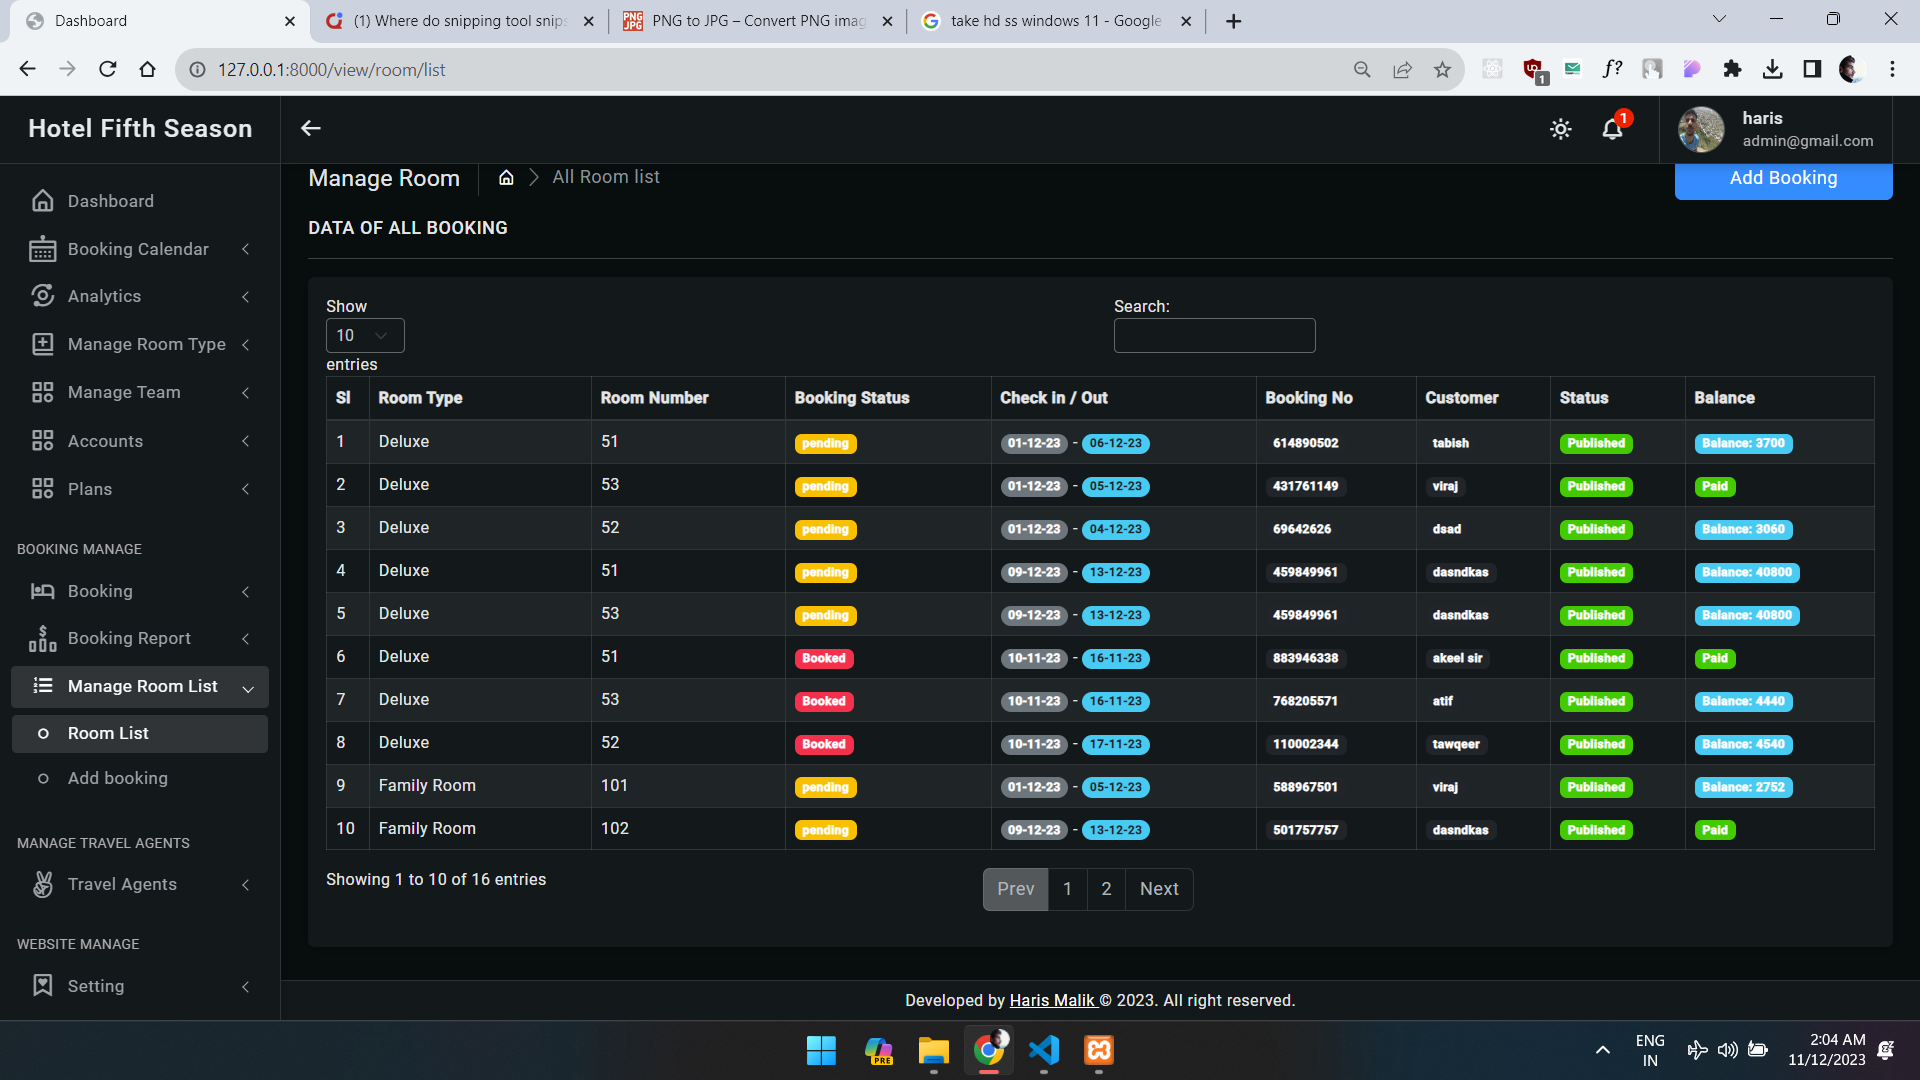 Dashboard
(1) Where do snipping tool snips
PNG to JPG – Convert PNG imag
take hd ss windows 11 - Google
127.0.0.1:8000/view/room/list
1
f?
Hotel Fifth Season
1
haris
admin@gmail.com
Manage Room
All Room list
Add Booking
DATA OF ALL BOOKING
Dashboard
Booking Calendar
Analytics
Manage Room Type
Manage Team
Accounts
Plans
BOOKING MANAGE
Booking
Booking Report
Manage Room List
Room List
Add booking
MANAGE TRAVEL AGENTS
Travel Agents
WEBSITE MANAGE
Setting
Show
10
entries
Search:
Sl Room Type Room Number Booking Status Check in / Out Booking No Customer Status Balance
1 Deluxe 51 pending 01-12-23 - 06-12-23 614890502 tabish Published Balance: 3700
2 Deluxe 53 pending 01-12-23 - 05-12-23 431761149 viraj Published Paid
3 Deluxe 52 pending 01-12-23 - 04-12-23 69642626 dsad Published Balance: 3060
4 Deluxe 51 pending 09-12-23 - 13-12-23 459849961 dasndkas Published Balance: 40800
5 Deluxe 53 pending 09-12-23 - 13-12-23 459849961 dasndkas Published Balance: 40800
6 Deluxe 51 Booked 10-11-23 - 16-11-23 883946338 akeel sir Published Paid
7 Deluxe 53 Booked 10-11-23 - 16-11-23 768205571 atif Published Balance: 4440
8 Deluxe 52 Booked 10-11-23 - 17-11-23 110002344 tawqeer Published Balance: 4540
9 Family Room 101 pending 01-12-23 - 05-12-23 588967501 viraj Published Balance: 2752
10 Family Room 102 pending 09-12-23 - 13-12-23 501757757 dasndkas Published Paid
Showing 1 to 10 of 16 entries
Prev 1 2 Next
Developed by Haris Malik © 2023. All right reserved.
PRE
ENG
IN
2:04 AM
11/12/2023